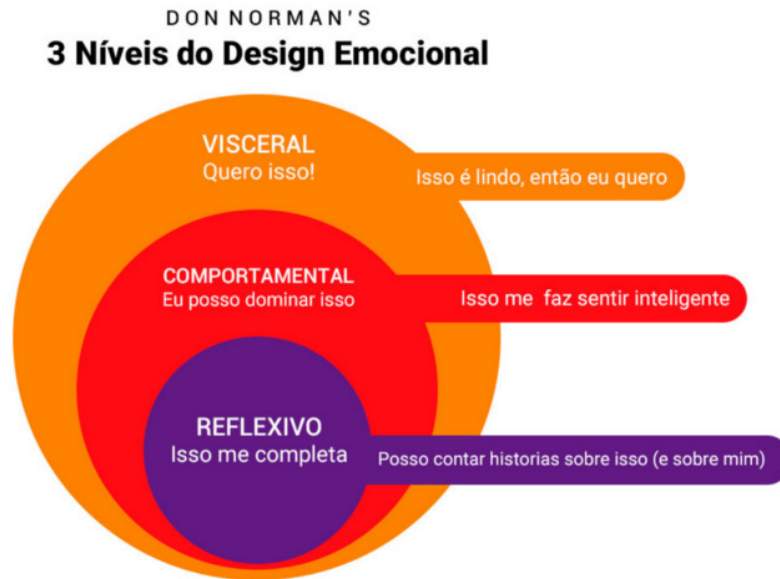 DON NORMAN'S
3 Níveis do Design Emocional
VISCERAL
Quero isso!
Isso é lindo, então eu quero
COMPORTAMENTAL
Eu posso dominar isso
Isso me faz sentir inteligente
REFLEXIVO
Isso me completa
Posso contar historias sobre isso (e sobre mim)